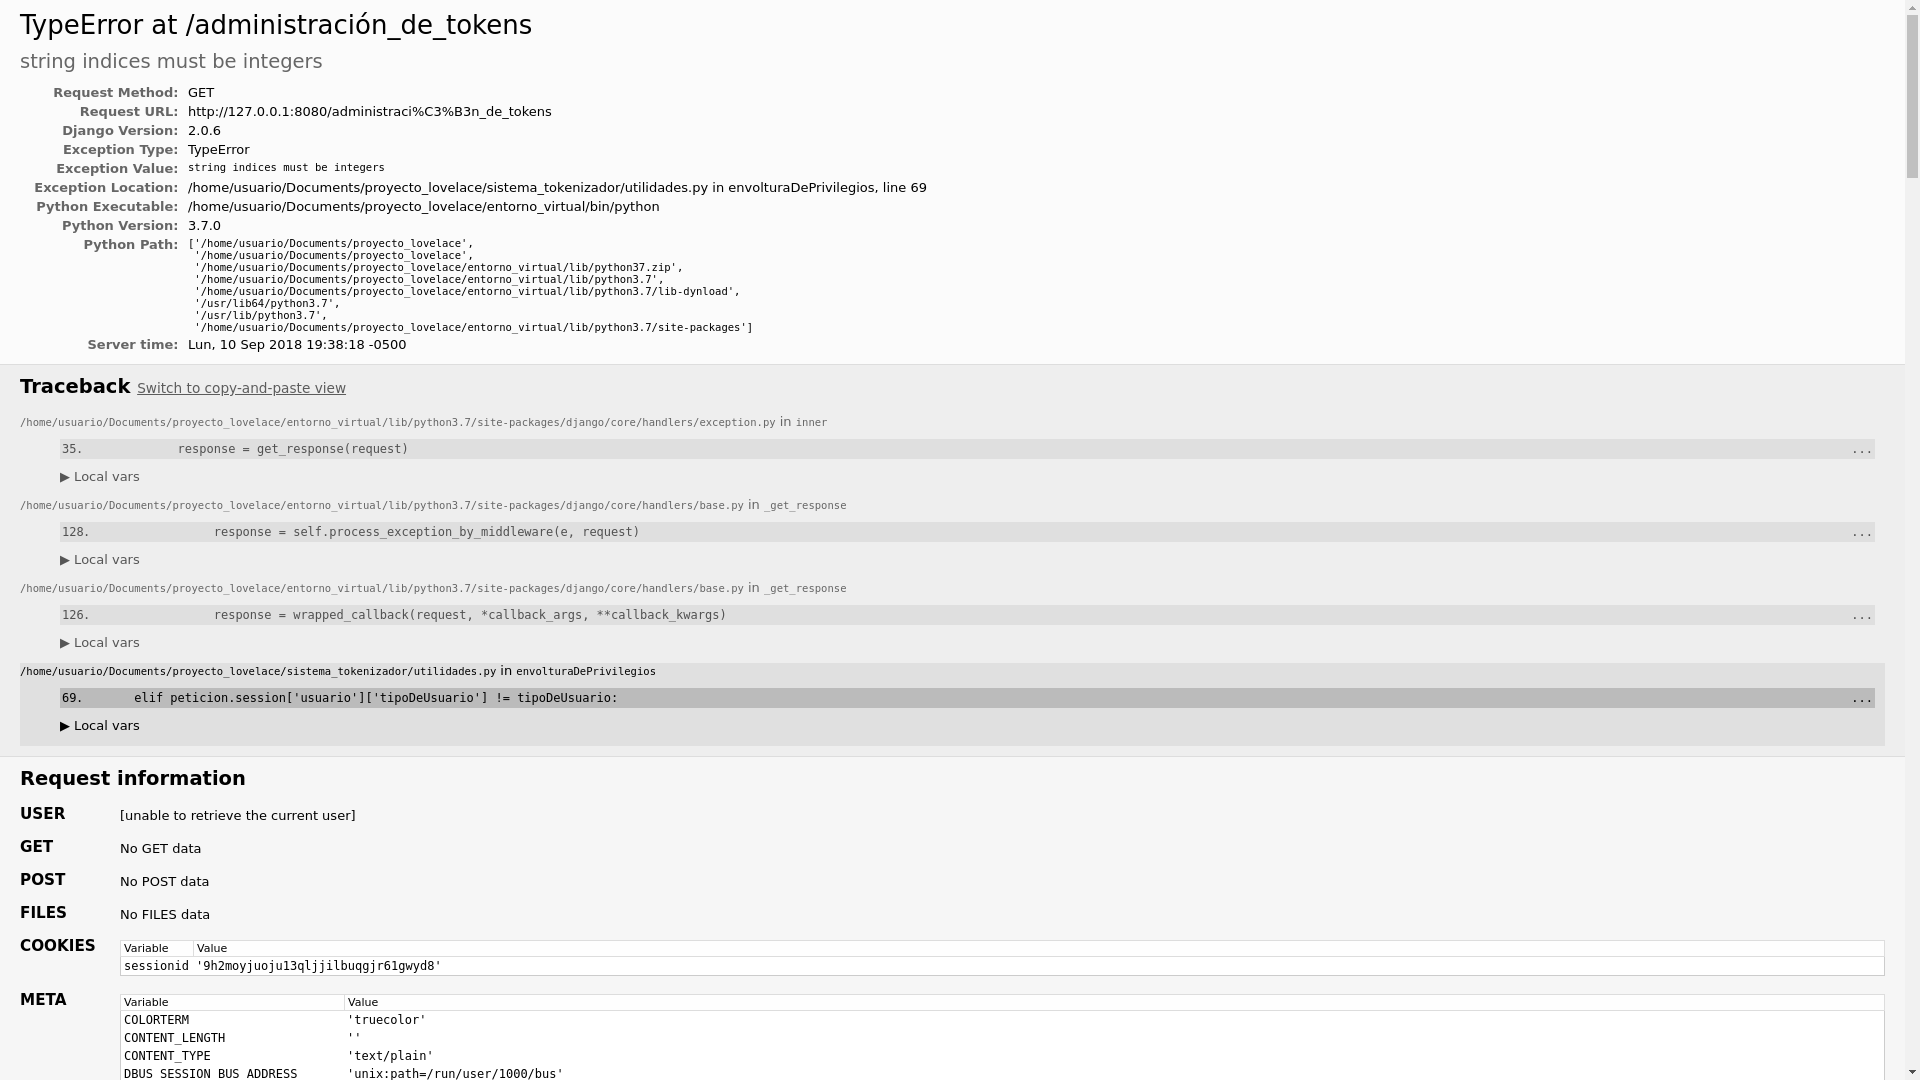 TypeError at /administración_de_tokens
string indices must be integers
Request Method: GET
Request URL: http://127.0.0.1:8080/administraci%C3%B3n_de_tokens
Django Version: 2.0.6
Exception Type: TypeError
Exception Value: string indices must be integers
Exception Location: /home/usuario/Documents/proyecto_lovelace/sistema_tokenizador/utilidades.py in envolturaDePrivilegios, line 69
Python Executable: /home/usuario/Documents/proyecto_lovelace/entorno_virtual/bin/python
Python Version: 3.7.0
Python Path: ['/home/usuario/Documents/proyecto_lovelace',
'/home/usuario/Documents/proyecto_lovelace',
'/home/usuario/Documents/proyecto_lovelace/entorno_virtual/lib/python37.zip',
'/home/usuario/Documents/proyecto_lovelace/entorno_virtual/lib/python3.7',
'/home/usuario/Documents/proyecto_lovelace/entorno_virtual/lib/python3.7/lib-dynload',
'/usr/lib64/python3.7',
'/usr/lib/python3.7',
'/home/usuario/Documents/proyecto_lovelace/entorno_virtual/lib/python3.7/site-packages']
Server time: Lun, 10 Sep 2018 19:38:18 -0500
Traceback Switch to copy-and-paste view
/home/usuario/Documents/proyecto_lovelace/entorno_virtual/lib/python3.7/site-packages/django/core/handlers/exception.py in inner
35. response = get_response(request) ...
▶ Local vars
/home/usuario/Documents/proyecto_lovelace/entorno_virtual/lib/python3.7/site-packages/django/core/handlers/base.py in _get_response
128. response = self.process_exception_by_middleware(e, request) ...
▶ Local vars
/home/usuario/Documents/proyecto_lovelace/entorno_virtual/lib/python3.7/site-packages/django/core/handlers/base.py in _get_response
126. response = wrapped_callback(request, *callback_args, **callback_kwargs) ...
▶ Local vars
/home/usuario/Documents/proyecto_lovelace/sistema_tokenizador/utilidades.py in envolturaDePrivilegios
69. elif peticion.session['usuario']['tipoDeUsuario'] != tipoDeUsuario: ...
▶ Local vars
Request information
USER [unable to retrieve the current user]
GET No GET data
POST No POST data
FILES No FILES data
COOKIES Variable Value
sessionid '9h2moyjuoju13qljjilbuqgjr61gwyd8'
META Variable Value
COLORTERM 'truecolor'
CONTENT_LENGTH ''
CONTENT_TYPE 'text/plain'
DBUS_SESSION_BUS_ADDRESS 'unix:path=/run/user/1000/bus'